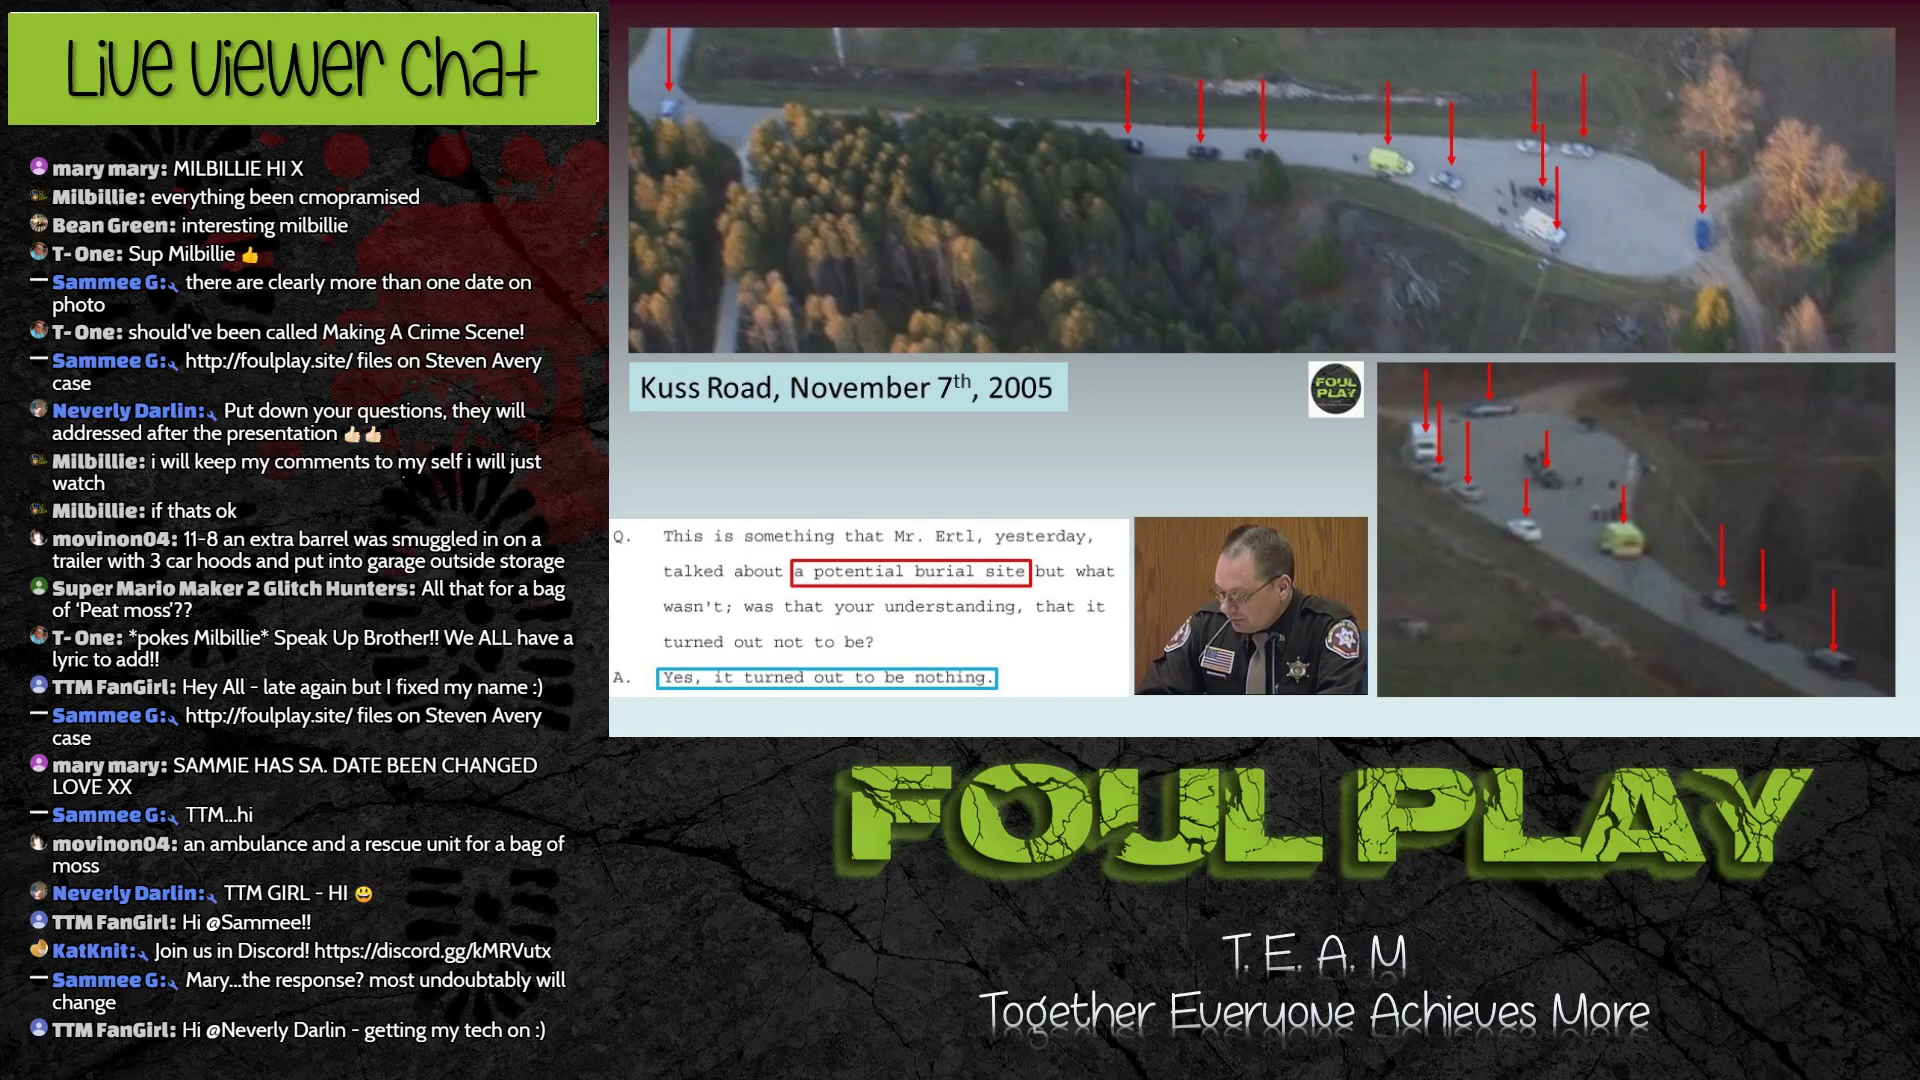 Live Viewer Chat
mary mary: MILBILLIE HI X
Milbillie: everything been cmopramised
Bean Green: interesting milbillie
T- One: Sup Milbillie 👍
Sammee G: there are clearly more than one date on
photo
T- One: should've been called Making A Crime Scene!
Sammee G: http://foulplay.site/ files on Steven Avery
case
Neverly Darlin: Put down your questions, they will
addressed after the presentation 👍🏻👍🏻
Milbillie: i will keep my comments to my self i will just
watch
Milbillie: if thats ok
movinon04: 11-8 an extra barrel was smuggled in on a
trailer with 3 car hoods and put into garage outside storage
Super Mario Maker 2 Glitch Hunters: All that for a bag
of ‘Peat moss’??
T- One: *pokes Milbillie* Speak Up Brother!! We ALL have a
lyric to add!!
TTM FanGirl: Hey All - late again but I fixed my name :)
Sammee G: http://foulplay.site/ files on Steven Avery
case
mary mary: SAMMIE HAS SA. DATE BEEN CHANGED
LOVE XX
Sammee G: TTM...hi
movinon04: an ambulance and a rescue unit for a bag of
moss
Neverly Darlin: TTM GIRL - HI 😃
TTM FanGirl: Hi @Sammee!!
KatKnit: Join us in Discord! https://discord.gg/kMRVutx
Sammee G: Mary...the response? most undoubtably will
change
TTM FanGirl: Hi @Neverly Darlin - getting my tech on :)
Kuss Road, November 7th, 2005
FOUL
PLAY
Q. This is something that Mr. Ertl, yesterday,
talked about a potential burial site but what
wasn't; was that your understanding, that it
turned out not to be?
A. Yes, it turned out to be nothing.
FOUL PLAY
T. E. A. M
Together Everyone Achieves More